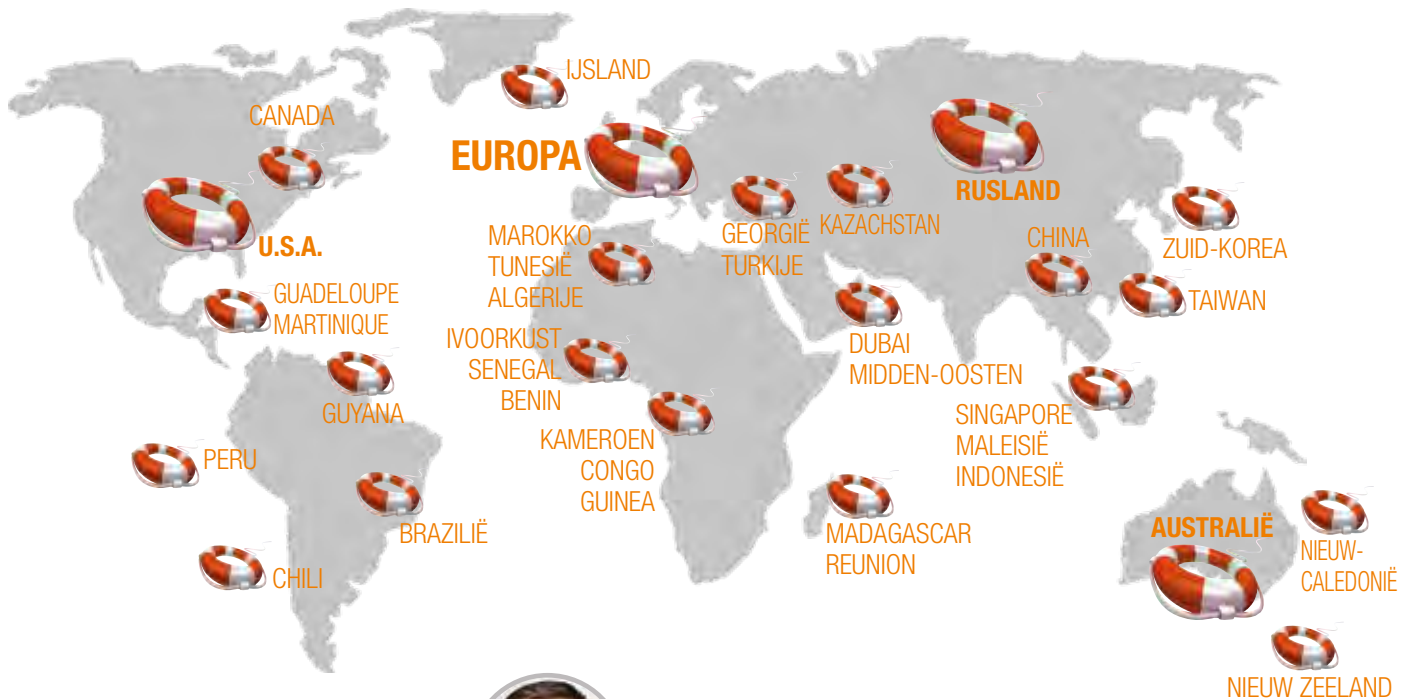 IJSLAND
CANADA
EUROPA
RUSLAND
U.S.A.
MAROKKO
TUNESIË
ALGERIJE
GEORGIË
TURKIJE
KAZACHSTAN
CHINA
ZUID-KOREA
TAIWAN
GUADELOUPE
MARTINIQUE
IVOORKUST
SENEGAL
BENIN
DUBAI
MIDDEN-OOSTEN
GUYANA
SINGAPORE
MALEISIË
INDONESIË
KAMEROEN
CONGO
GUINEA
PERU
BRAZILIË
MADAGASCAR
REUNION
AUSTRALIË
NIEUW-
CALEDONIË
CHILI
NIEUW ZEELAND